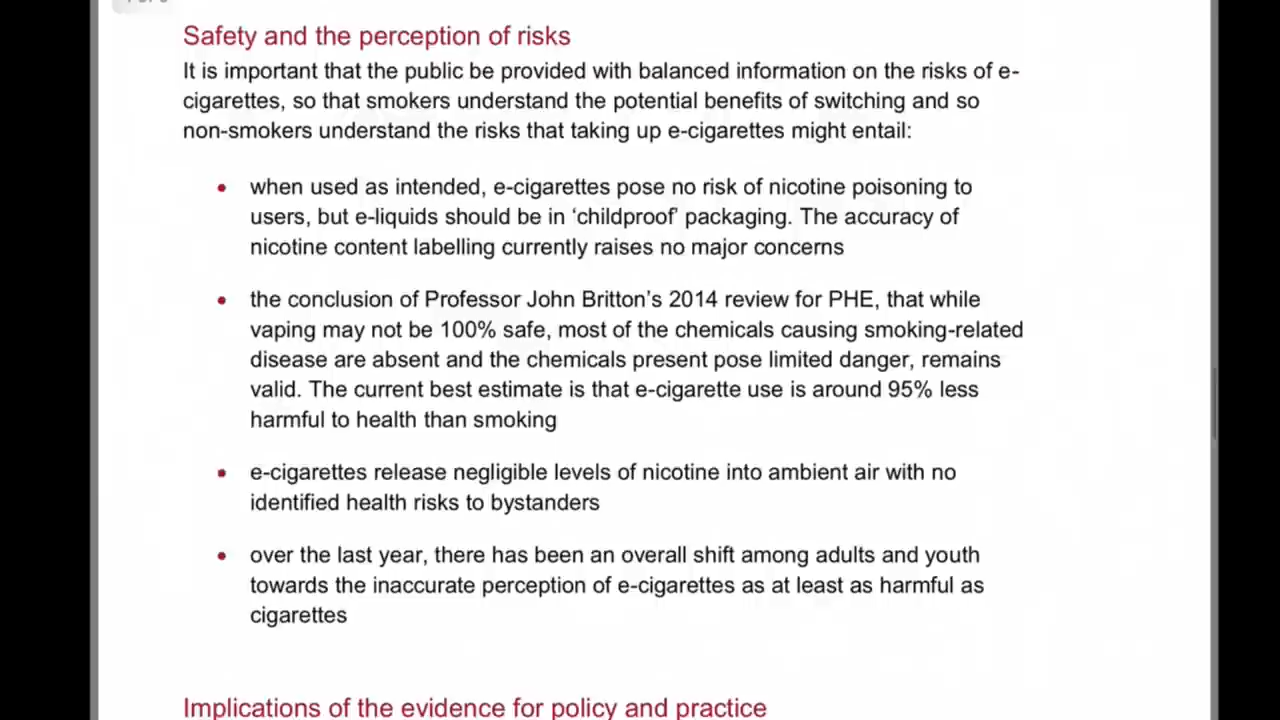 Safety and the perception of risks
It is important that the public be provided with balanced information on the risks of e-
cigarettes, so that smokers understand the potential benefits of switching and so
non-smokers understand the risks that taking up e-cigarettes might entail:
• when used as intended, e-cigarettes pose no risk of nicotine poisoning to
users, but e-liquids should be in ‘childproof’ packaging. The accuracy of
nicotine content labelling currently raises no major concerns
• the conclusion of Professor John Britton’s 2014 review for PHE, that while
vaping may not be 100% safe, most of the chemicals causing smoking-related
disease are absent and the chemicals present pose limited danger, remains
valid. The current best estimate is that e-cigarette use is around 95% less
harmful to health than smoking
• e-cigarettes release negligible levels of nicotine into ambient air with no
identified health risks to bystanders
• over the last year, there has been an overall shift among adults and youth
towards the inaccurate perception of e-cigarettes as at least as harmful as
cigarettes
Implications of the evidence for policy and practice